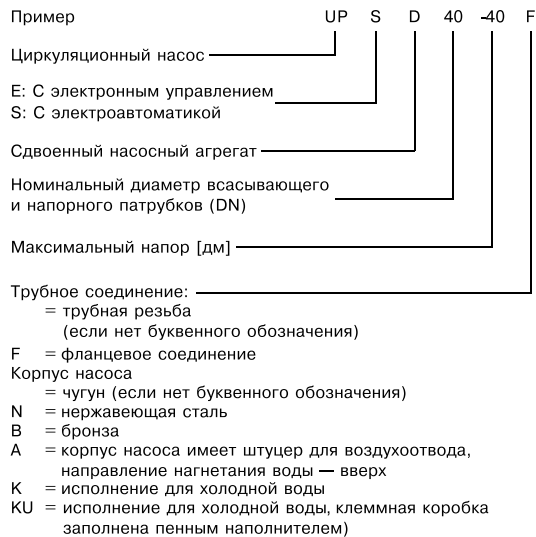 Пример UP S D 40 -40 F
Циркуляционный насос
E: С электронным управлением
S: С электроавтоматикой
Сдвоенный насосный агрегат
Номинальный диаметр всасывающего
и напорного патрубков (DN)
Максимальный напор [дм]
Трубное соединение:
= трубная резьба
(если нет буквенного обозначения)
F = фланцевое соединение
Корпус насоса
= чугун (если нет буквенного обозначения)
N = нержавеющая сталь
B = бронза
A = корпус насоса имеет штуцер для воздухоотвода,
направление нагнетания воды — вверх
K = исполнение для холодной воды
KU = исполнение для холодной воды, клеммная коробка
заполнена пенным наполнителем)